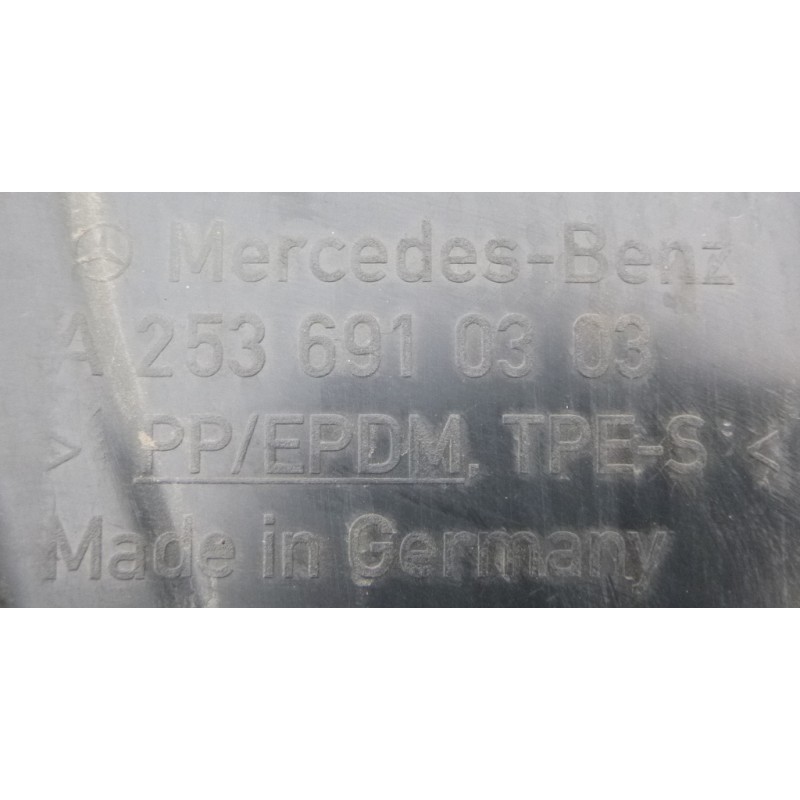 Mercedes-Benz
A 253 691 03 03
> PP/EPDM, TPE-S <
Made in Germany